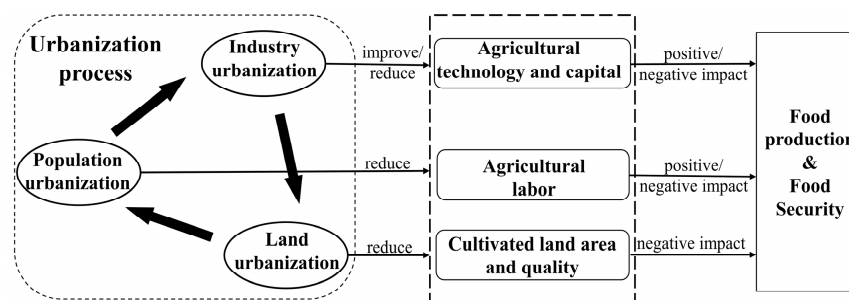 Urbanization
process
Industry
urbanization
improve/
reduce
Agricultural
technology and capital
positive/
negative impact
Population
urbanization
reduce
Agricultural
labor
positive/
negative impact
Land
urbanization
reduce
Cultivated land area
and quality
negative impact
Food
production
&
Food
Security